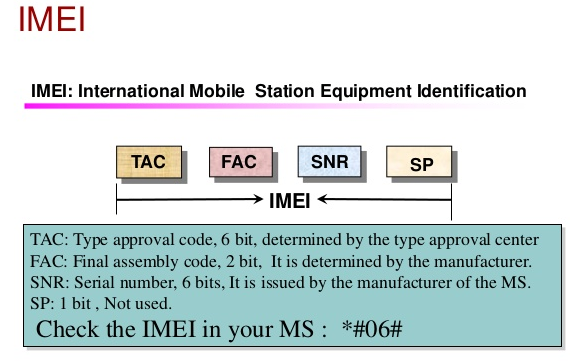 IMEI
IMEI: International Mobile Station Equipment Identification
TAC FAC SNR SP
IMEI
TAC: Type approval code, 6 bit, determined by the type approval center
FAC: Final assembly code, 2 bit, It is determined by the manufacturer.
SNR: Serial number, 6 bits, It is issued by the manufacturer of the MS.
SP: 1 bit , Not used.
Check the IMEI in your MS : *#06#